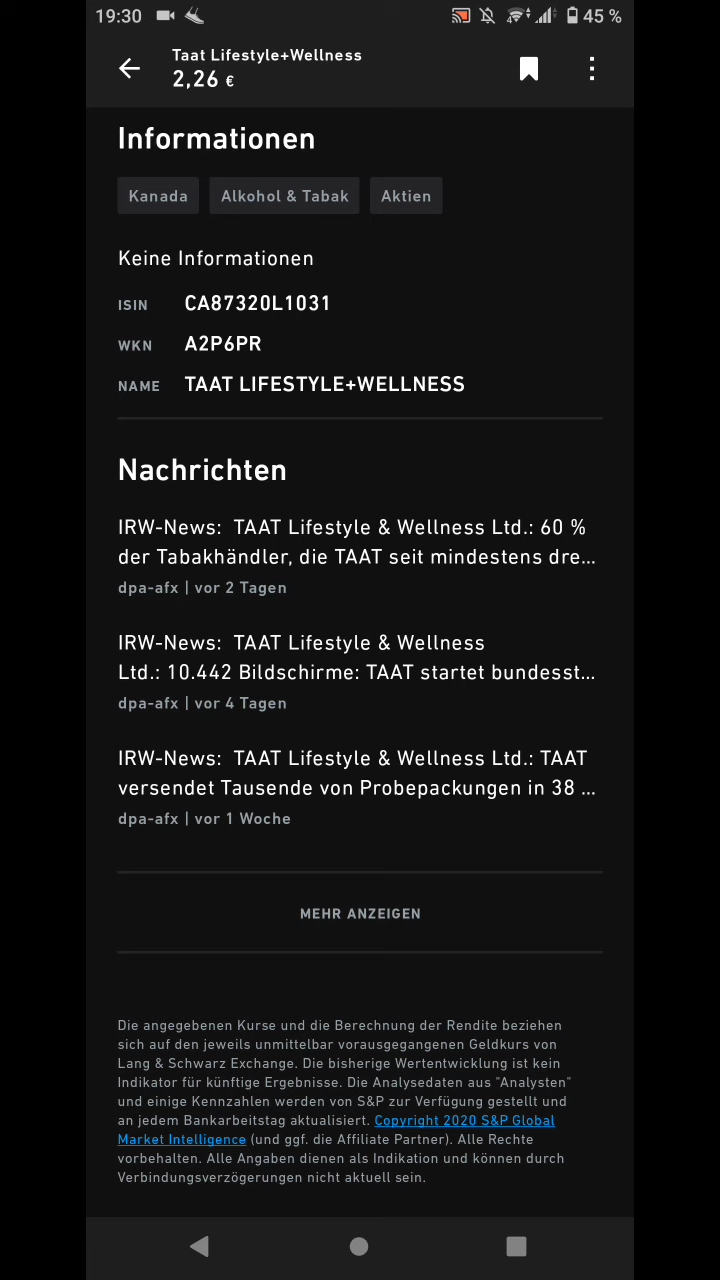 19:30
45 %
Taat Lifestyle+Wellness
2,26 €
Informationen
Kanada
Alkohol & Tabak
Aktien
Keine Informationen
ISIN CA87320L1031
WKN A2P6PR
NAME TAAT LIFESTYLE+WELLNESS
Nachrichten
IRW-News:  TAAT Lifestyle & Wellness Ltd.: 60 %
der Tabakhändler, die TAAT seit mindestens dre...
dpa-afx | vor 2 Tagen
IRW-News:  TAAT Lifestyle & Wellness
Ltd.: 10.442 Bildschirme: TAAT startet bundesst...
dpa-afx | vor 4 Tagen
IRW-News:  TAAT Lifestyle & Wellness Ltd.: TAAT
versendet Tausende von Probepackungen in 38 ...
dpa-afx | vor 1 Woche
MEHR ANZEIGEN
Die angegebenen Kurse und die Berechnung der Rendite beziehen
sich auf den jeweils unmittelbar vorausgegangenen Geldkurs von
Lang & Schwarz Exchange. Die bisherige Wertentwicklung ist kein
Indikator für künftige Ergebnisse. Die Analysedaten aus "Analysten"
und einige Kennzahlen werden von S&P zur Verfügung gestellt und
an jedem Bankarbeitstag aktualisiert. Copyright 2020 S&P Global
Market Intelligence (und ggf. die Affiliate Partner). Alle Rechte
vorbehalten. Alle Angaben dienen als Indikation und können durch
Verbindungsverzögerungen nicht aktuell sein.